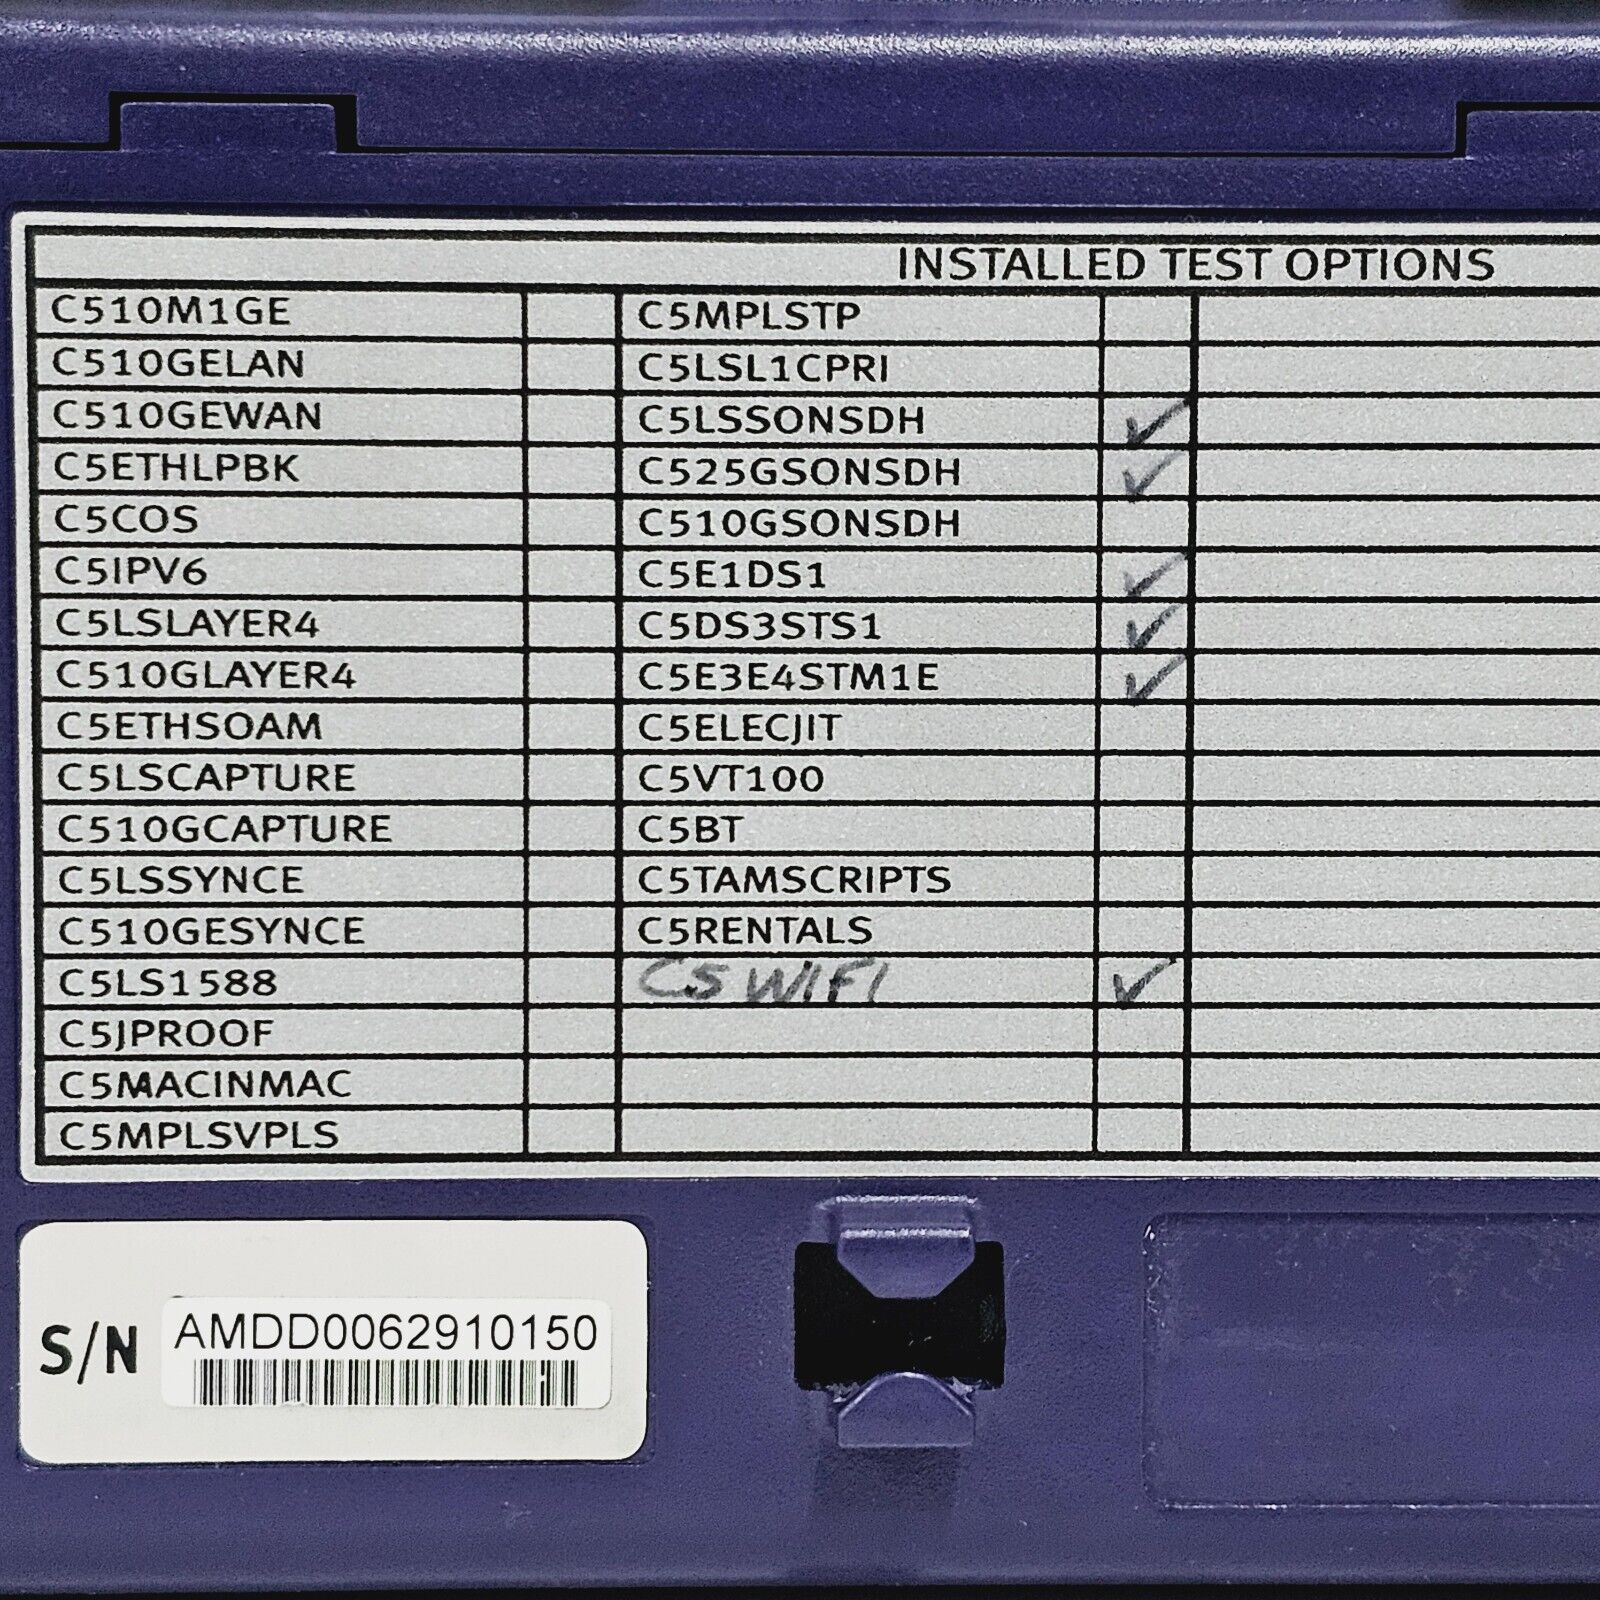 INSTALLED TEST OPTIONS
C510M1GE C5MPLSTP
C510GELAN C5LSL1CPRI
C510GEWAN C5LSSONSDH ✓
C5ETHLPBK C525GSONSDH ✓
C5COS C510GSONSDH
C5IPV6 C5E1DS1 ✓
C5LSLAYER4 C5DS3STS1 ✓
C510GLAYER4 C5E3E4STM1E ✓
C5ETHSOAM C5ELECJIT
C5LSCAPTURE C5VT100
C510GCAPTURE C5BT
C5LSSYNCE C5TAMSCRIPTS
C510GESYNCE C5RENTALS
C5LS1588 C5 WIFI ✓
C5JPROOF
C5MACINMAC
C5MPLSVPLS
S/N AMDD0062910150